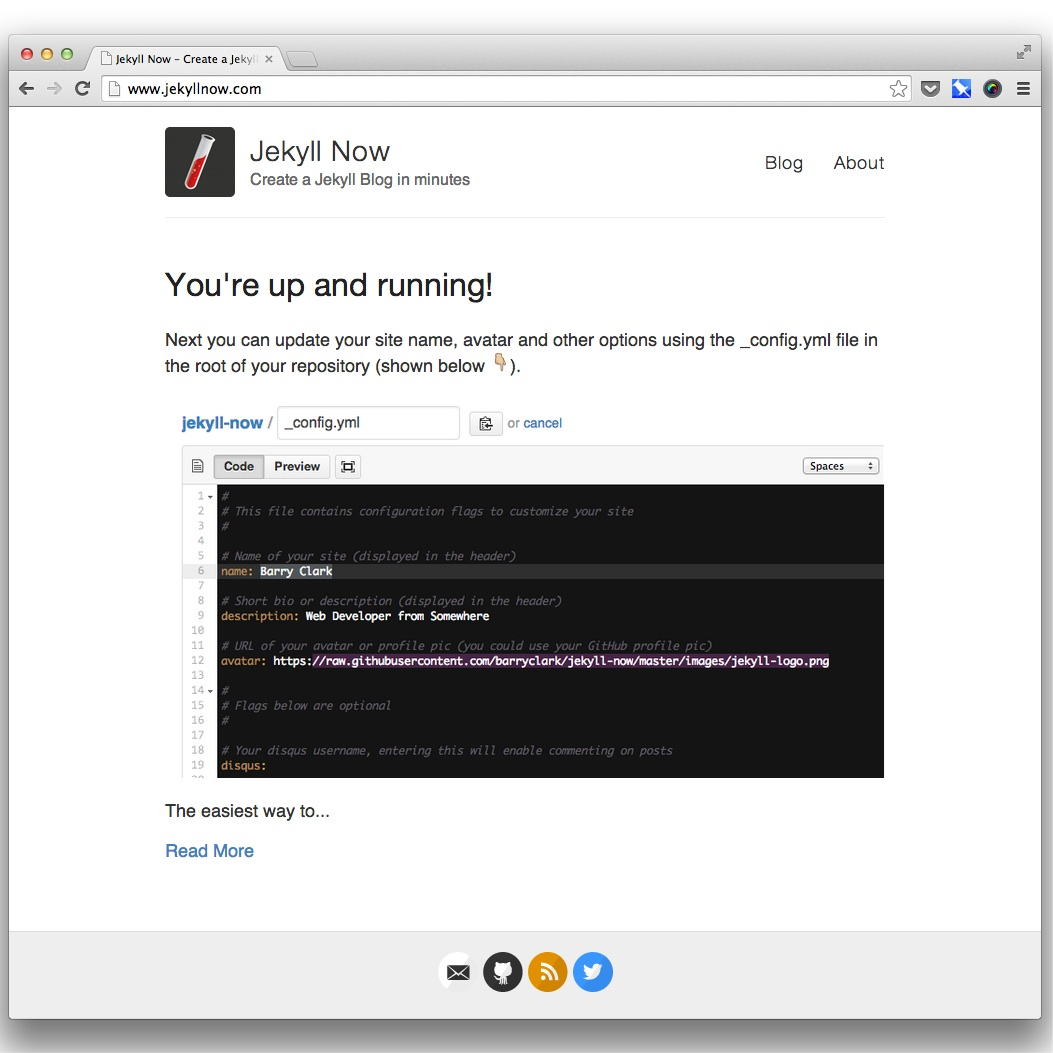 Jekyll Now – Create a Jekyll
www.jekyllnow.com
Jekyll Now
Create a Jekyll Blog in minutes
Blog About
You're up and running!
Next you can update your site name, avatar and other options using the _config.yml file in
the root of your repository (shown below 👇🏼).
jekyll-now / _config.yml or cancel
Code Preview Spaces
1 #
2 # This file contains configuration flags to customize your site
3 #
4
5 # Name of your site (displayed in the header)
6 name: Barry Clark
7
8 # Short bio or description (displayed in the header)
9 description: Web Developer from Somewhere
10
11 # URL of your avatar or profile pic (you could use your GitHub profile pic)
12 avatar: https://raw.githubusercontent.com/barryclark/jekyll-now/master/images/jekyll-logo.png
13
14 #
15 # Flags below are optional
16 #
17
18 # Your disqus username, entering this will enable commenting on posts
19 disqus:
The easiest way to...
Read More